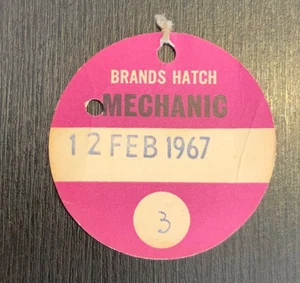 BRANDS HATCH
MECHANIC
12 FEB 1967
3